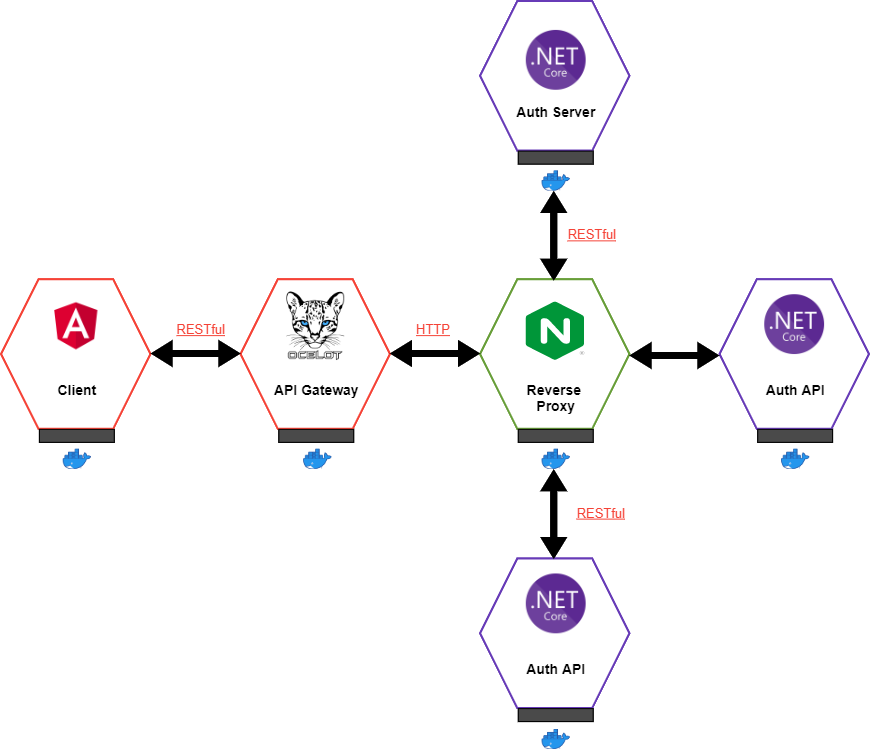 .NET
Core
Auth Server
RESTful
A
RESTful
OCELOT
HTTP
N
®
.NET
Core
Client
API Gateway
Reverse
Proxy
Auth API
RESTful
.NET
Core
Auth API